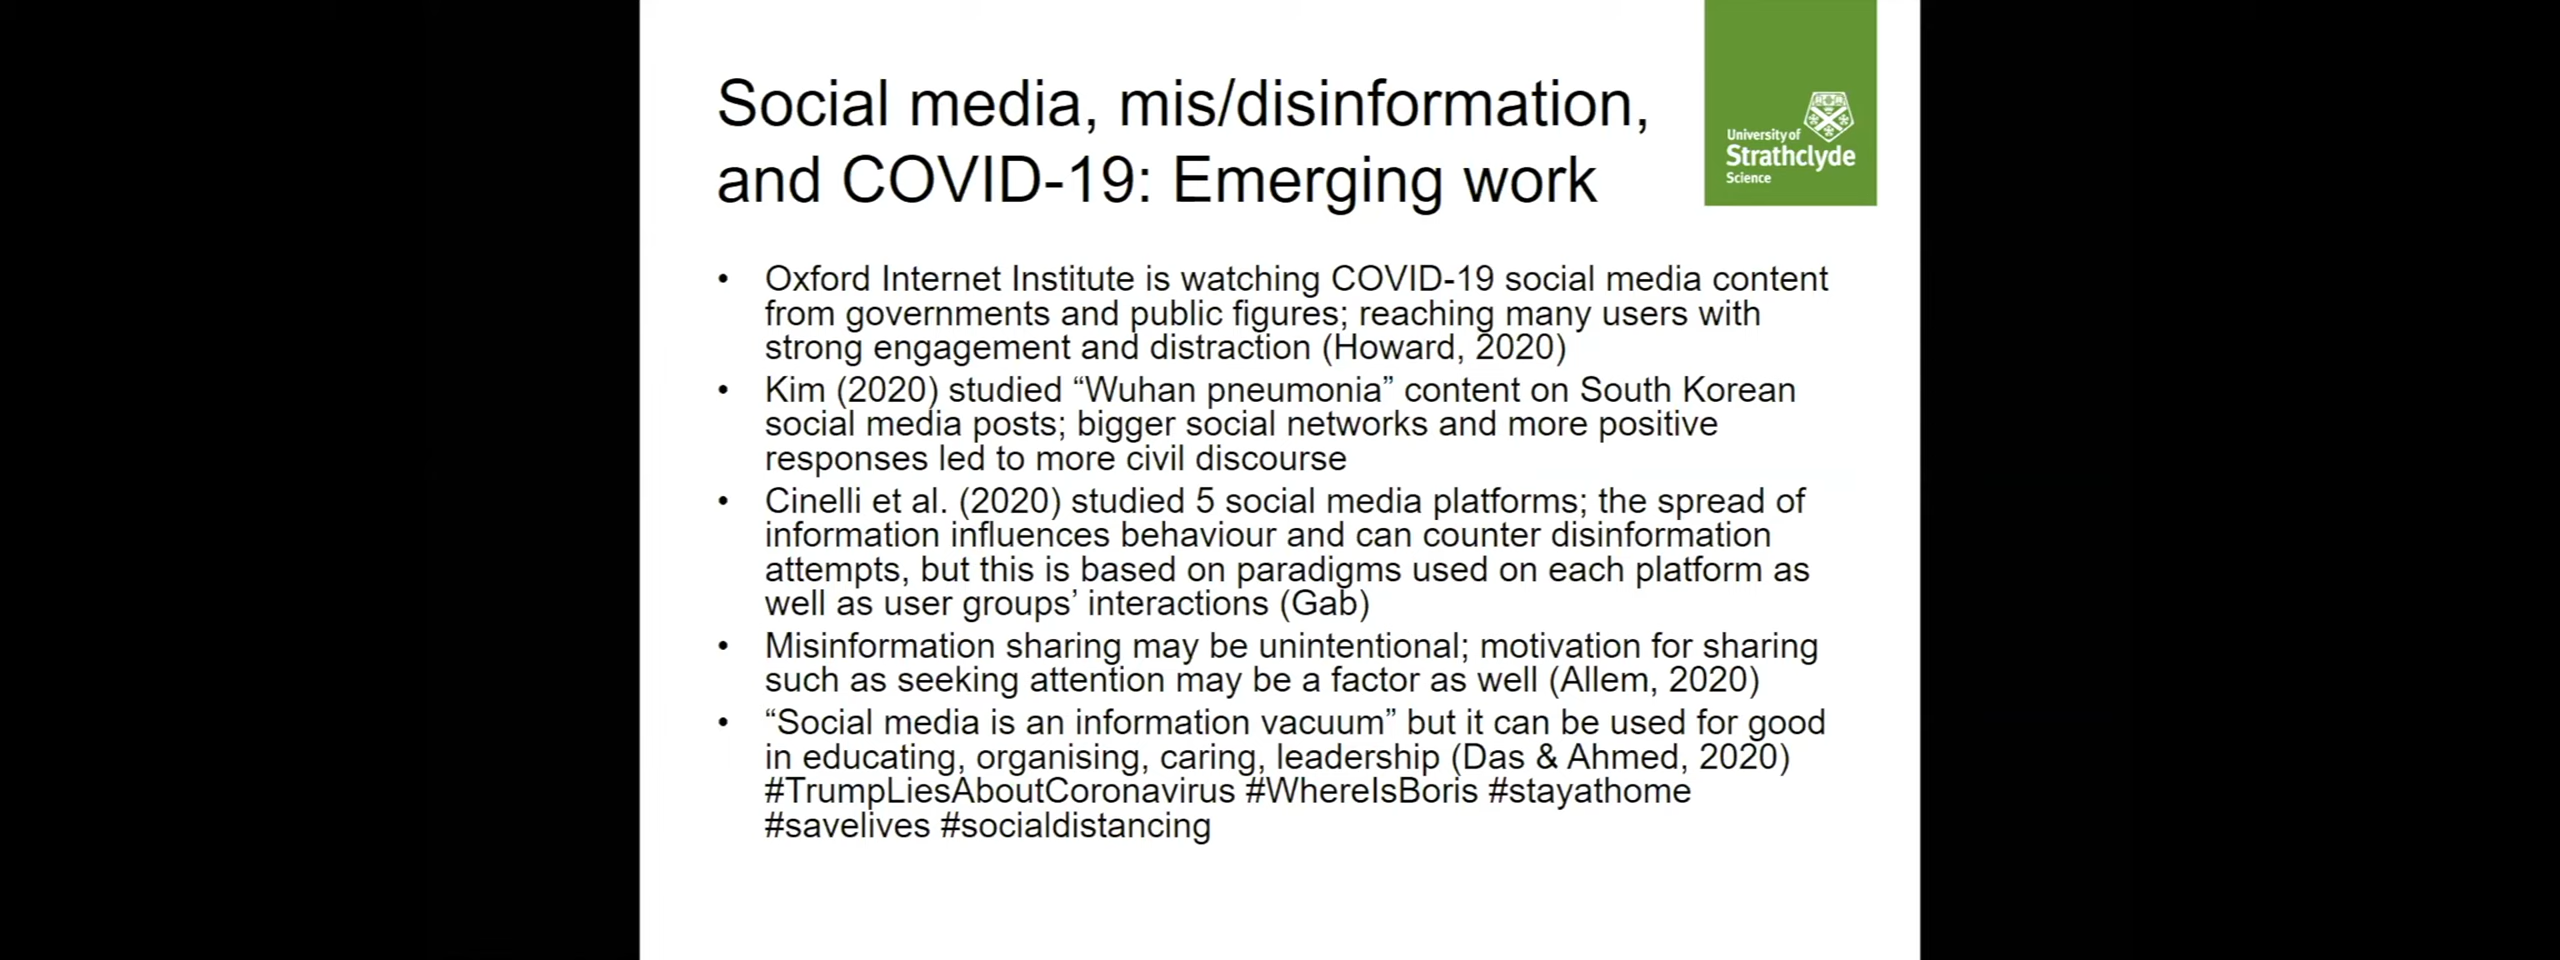 Social media, mis/disinformation,
and COVID-19: Emerging work
University of
Strathclyde
Science
• Oxford Internet Institute is watching COVID-19 social media content
from governments and public figures; reaching many users with
strong engagement and distraction (Howard, 2020)
• Kim (2020) studied “Wuhan pneumonia” content on South Korean
social media posts; bigger social networks and more positive
responses led to more civil discourse
• Cinelli et al. (2020) studied 5 social media platforms; the spread of
information influences behaviour and can counter disinformation
attempts, but this is based on paradigms used on each platform as
well as user groups’ interactions (Gab)
• Misinformation sharing may be unintentional; motivation for sharing
such as seeking attention may be a factor as well (Allem, 2020)
• “Social media is an information vacuum” but it can be used for good
in educating, organising, caring, leadership (Das & Ahmed, 2020)
#TrumpLiesAboutCoronavirus #WhereIsBoris #stayathome
#savelives #socialdistancing